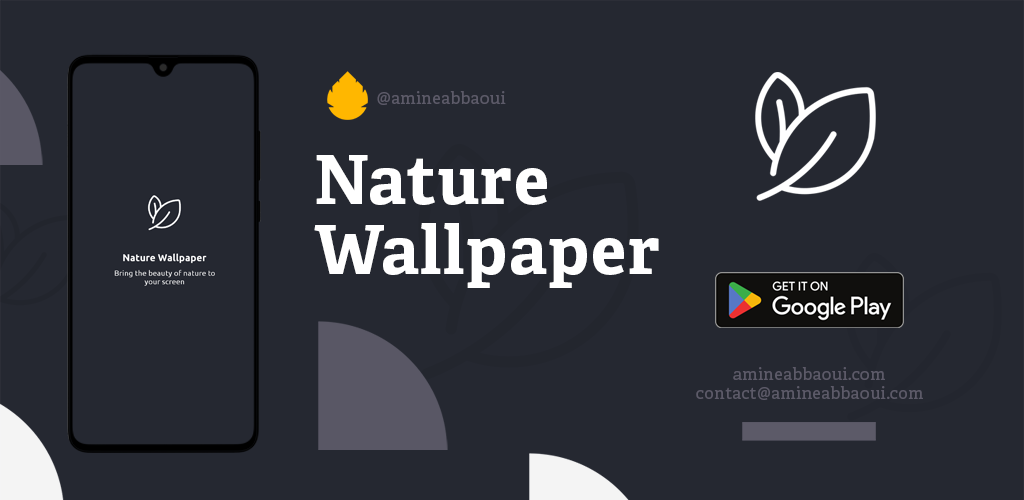 Nature Wallpaper
Bring the beauty of nature to
your screen
@amineabbaoui
Nature
Wallpaper
GET IT ON
Google Play
amineabbaoui.com
contact@amineabbaoui.com